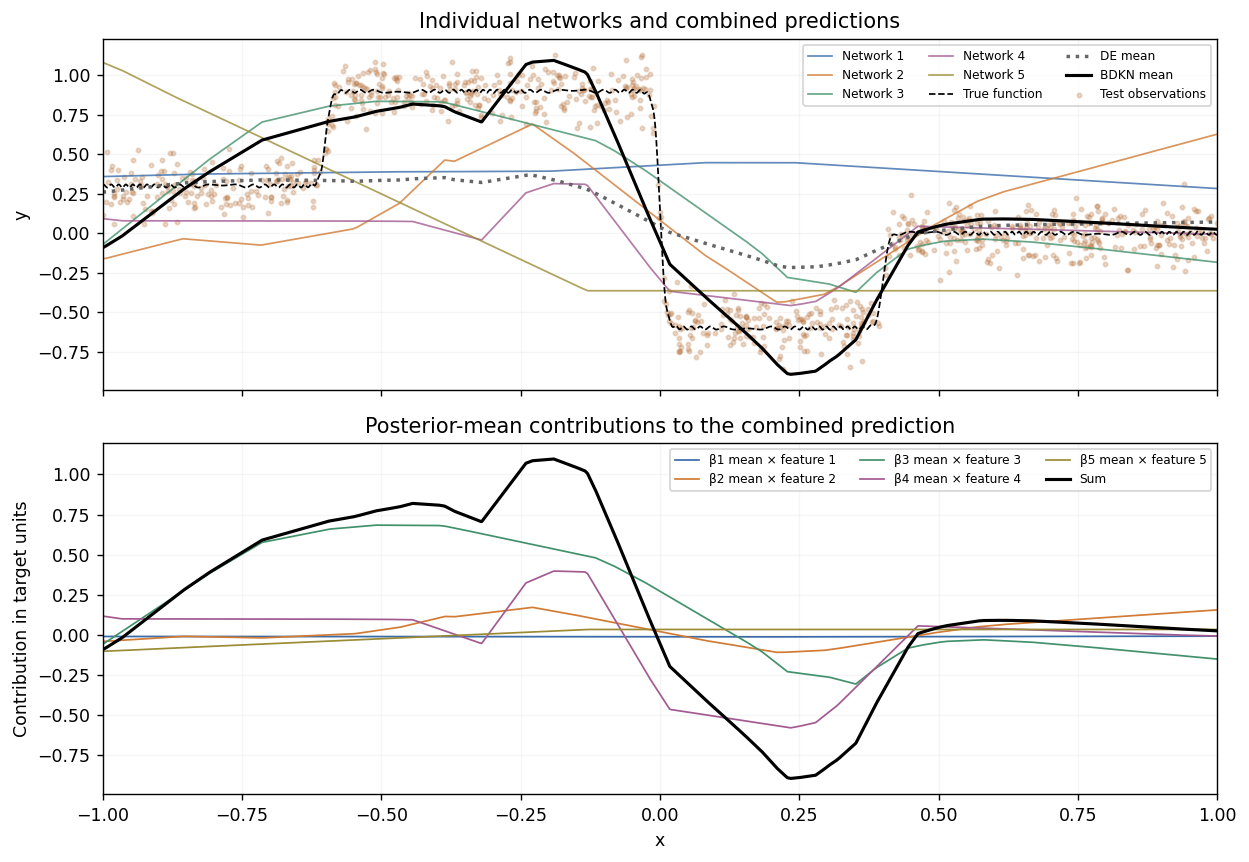 Individual networks and combined predictions
1.00
0.75
0.50
0.25
0.00
−0.25
−0.50
−0.75
y
Network 1
Network 2
Network 3
Network 4
Network 5
True function
DE mean
BDKN mean
Test observations
Posterior-mean contributions to the combined prediction
1.00
0.75
0.50
0.25
0.00
−0.25
−0.50
−0.75
Contribution in target units
β1 mean × feature 1
β2 mean × feature 2
β3 mean × feature 3
β4 mean × feature 4
β5 mean × feature 5
Sum
−1.00
−0.75
−0.50
−0.25
0.00
0.25
0.50
0.75
1.00
x